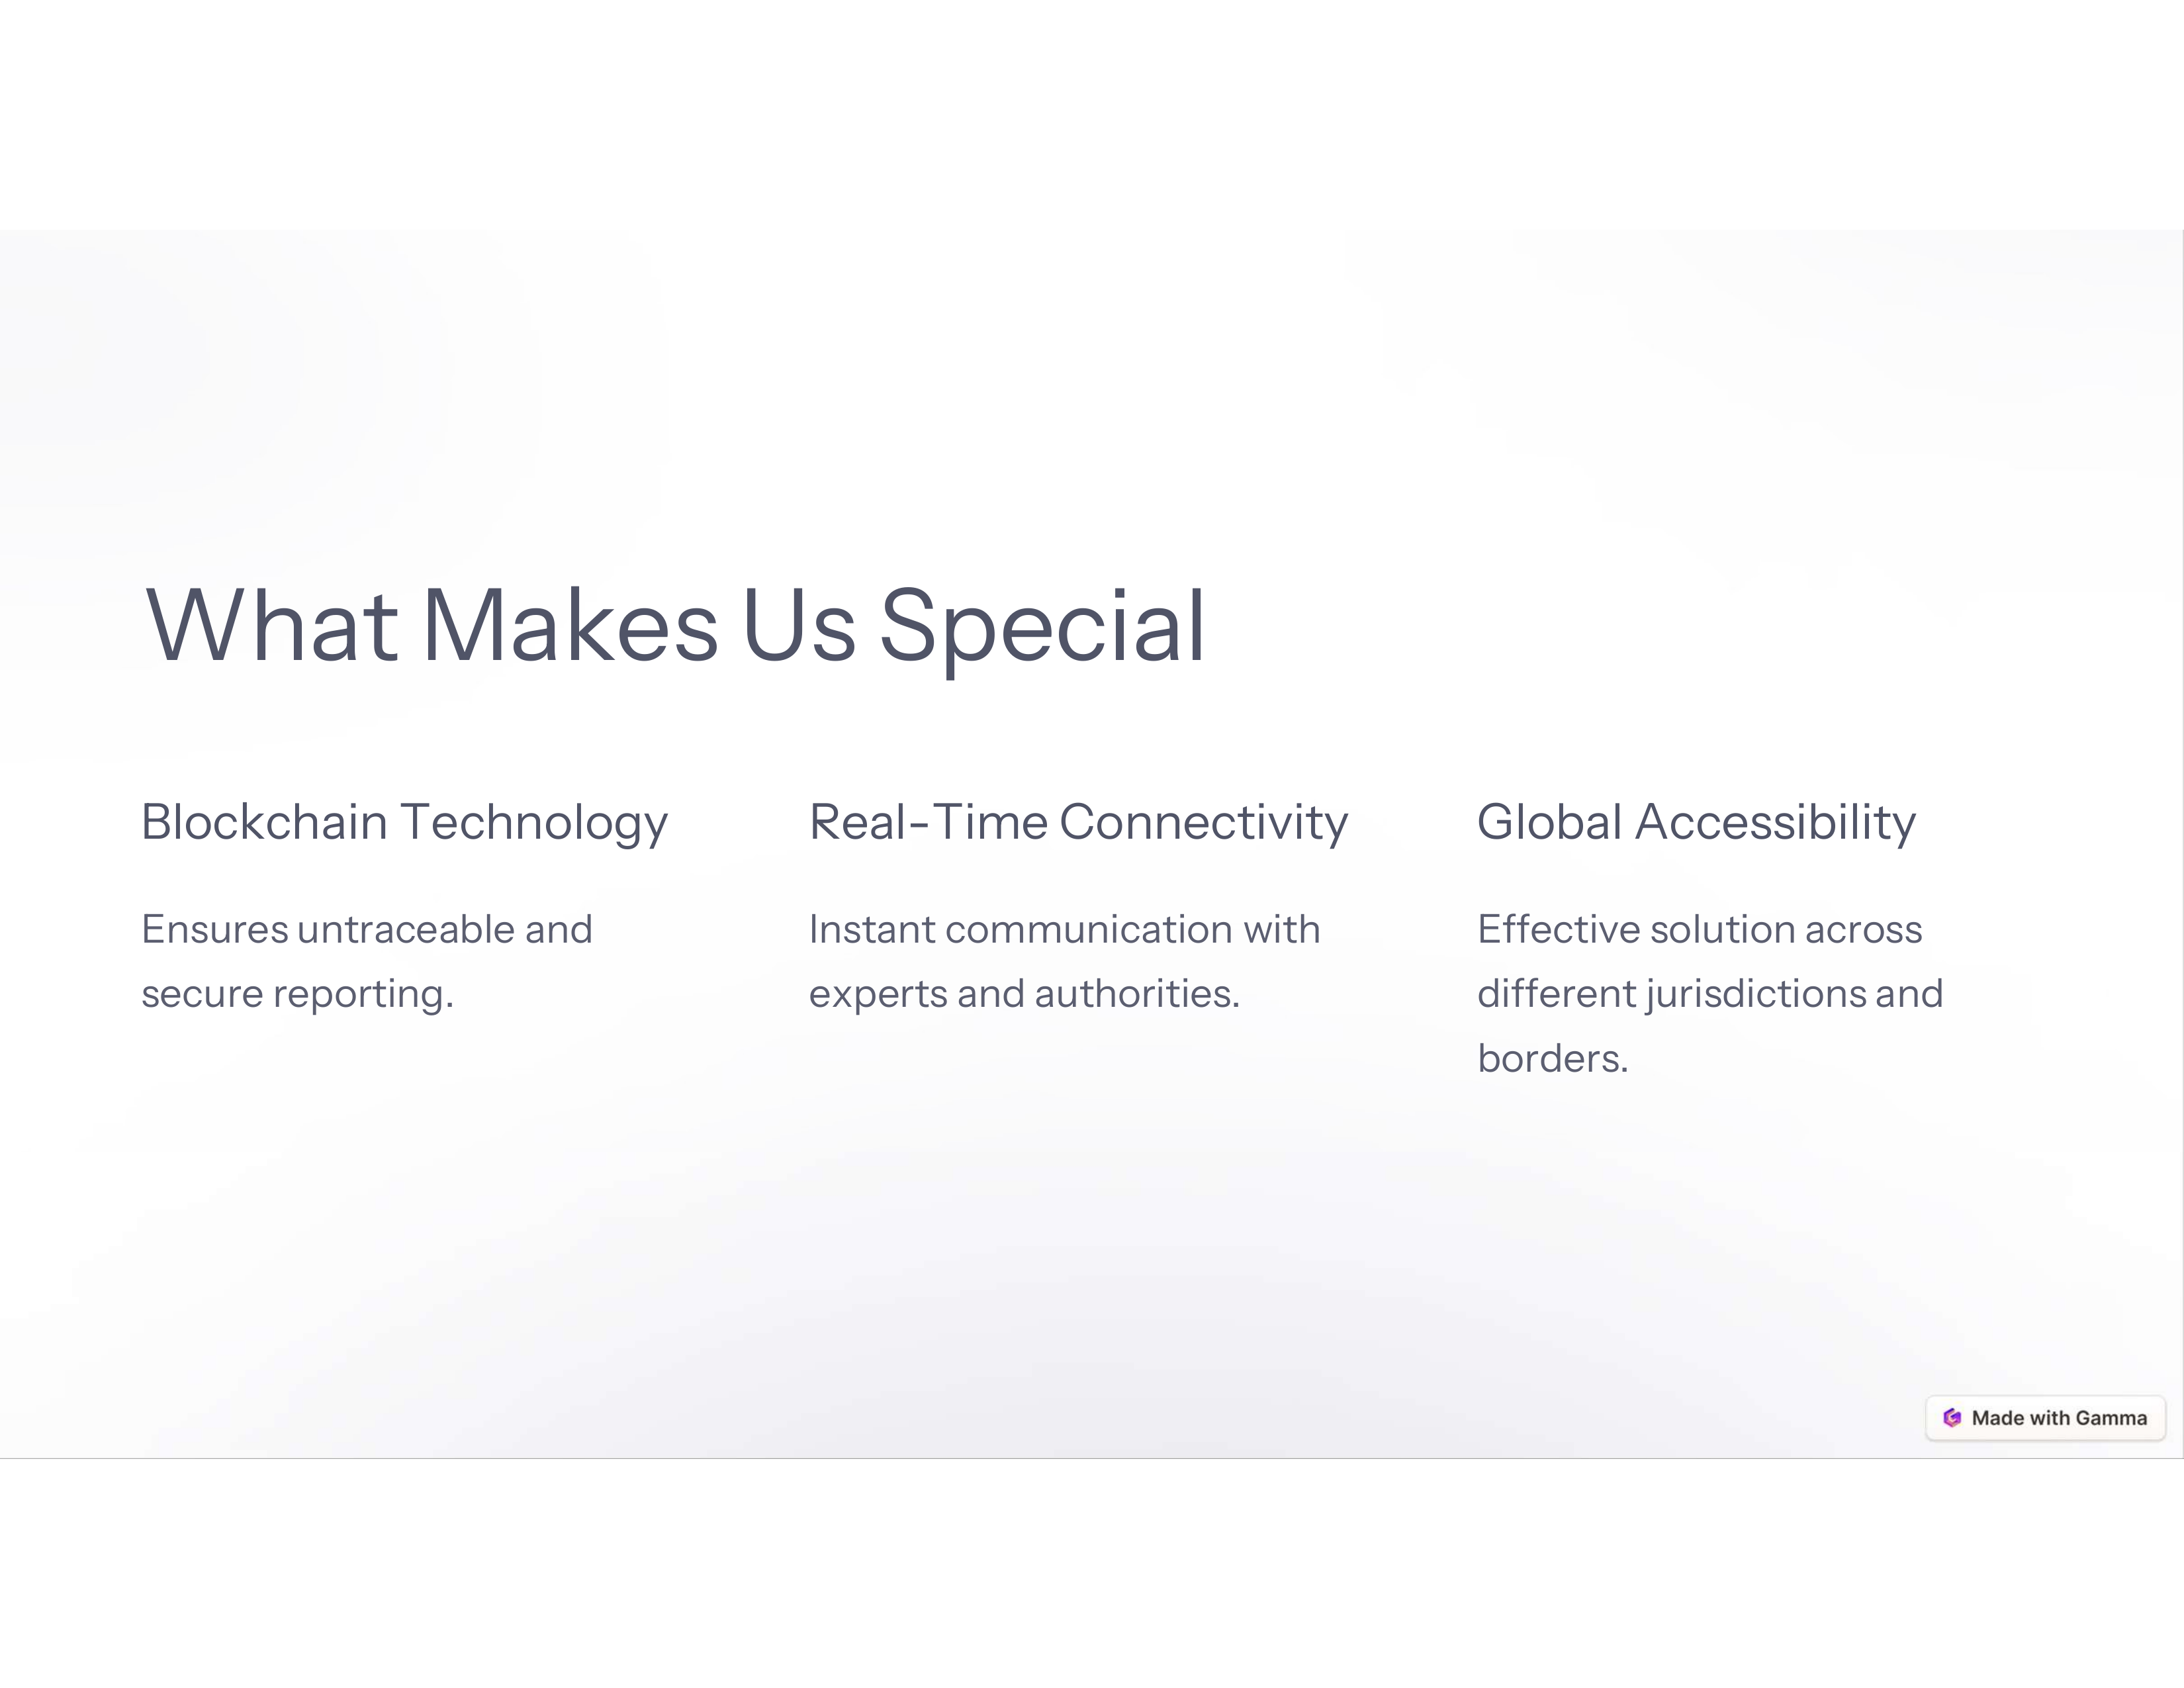 What Makes Us Special
Blockchain Technology
Ensures untraceable and
secure reporting.
Real-Time Connectivity
Instant communication with
experts and authorities.
Global Accessibility
Effective solution across
different jurisdictions and
borders.
Made with Gamma